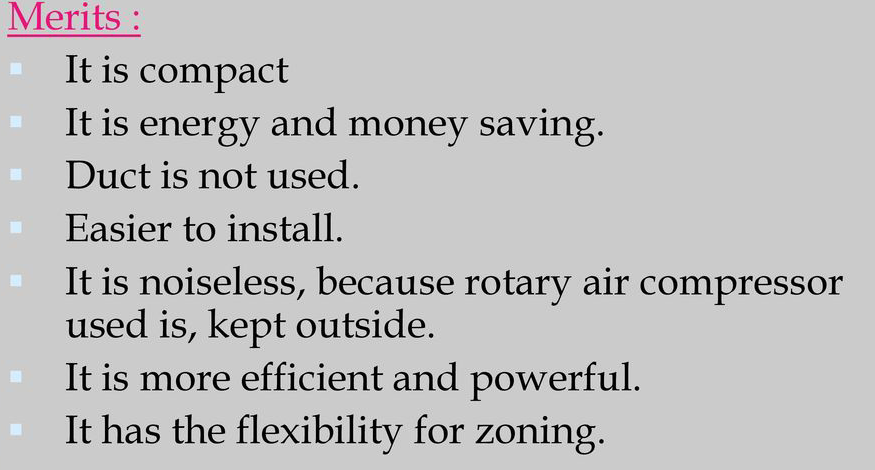 Merits :
▪ It is compact
▪ It is energy and money saving.
▪ Duct is not used.
▪ Easier to install.
▪ It is noiseless, because rotary air compressor
used is, kept outside.
▪ It is more efficient and powerful.
▪ It has the flexibility for zoning.